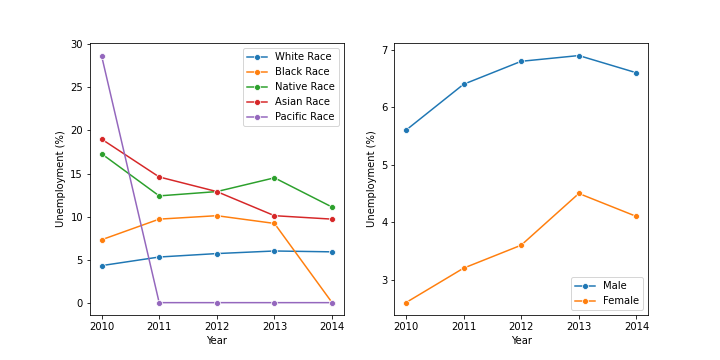 30
25
20
15
10
5
0
Unemployment (%)
2010 2011 2012 2013 2014
Year
White Race
Black Race
Native Race
Asian Race
Pacific Race
7
6
5
4
3
Unemployment (%)
2010 2011 2012 2013 2014
Year
Male
Female